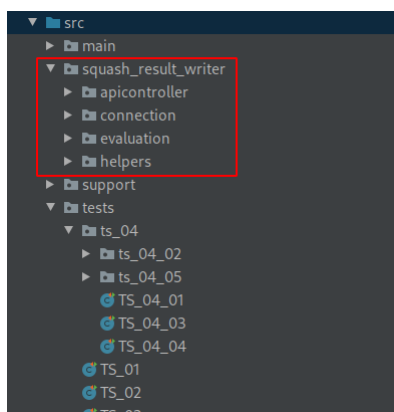 src
main
squash_result_writer
apicontroller
connection
evaluation
helpers
support
tests
ts_04
ts_04_02
ts_04_05
TS_04_01
TS_04_03
TS_04_04
TS_01
TS_02